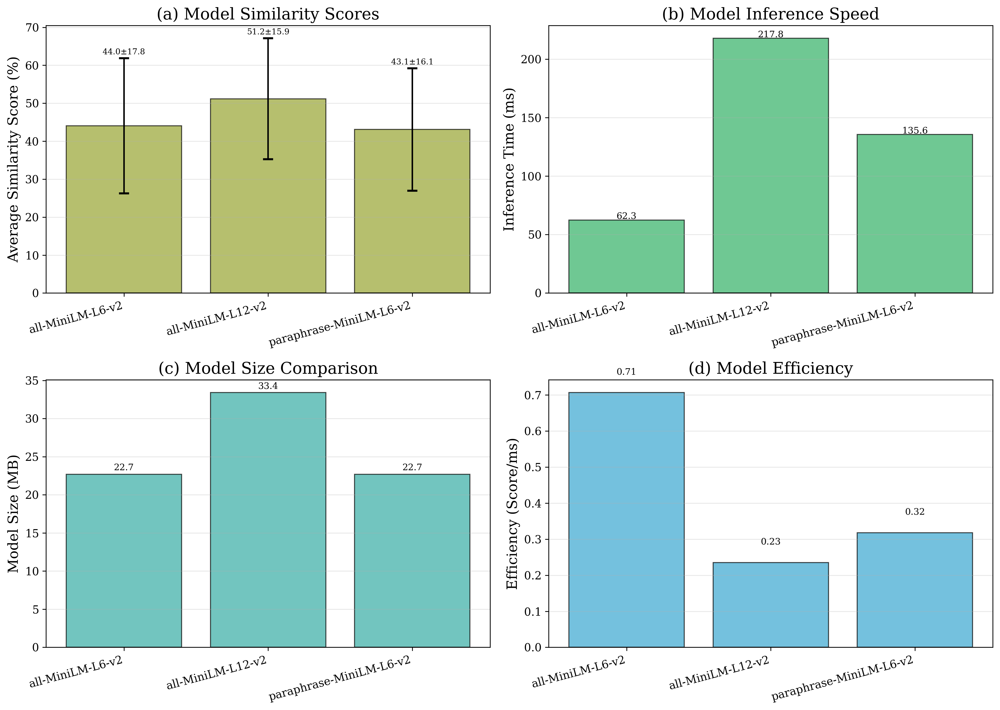 (a) Model Similarity Scores
Average Similarity Score (%)
70
60
50
40
30
20
10
0
44.0±17.8
51.2±15.9
43.1±16.1
all-MiniLM-L6-v2
all-MiniLM-L12-v2
paraphrase-MiniLM-L6-v2
(b) Model Inference Speed
Inference Time (ms)
200
150
100
50
0
62.3
217.8
135.6
all-MiniLM-L6-v2
all-MiniLM-L12-v2
paraphrase-MiniLM-L6-v2
(c) Model Size Comparison
Model Size (MB)
35
30
25
20
15
10
5
0
22.7
33.4
22.7
all-MiniLM-L6-v2
all-MiniLM-L12-v2
paraphrase-MiniLM-L6-v2
(d) Model Efficiency
Efficiency (Score/ms)
0.7
0.6
0.5
0.4
0.3
0.2
0.1
0.0
0.71
0.23
0.32
all-MiniLM-L6-v2
all-MiniLM-L12-v2
paraphrase-MiniLM-L6-v2